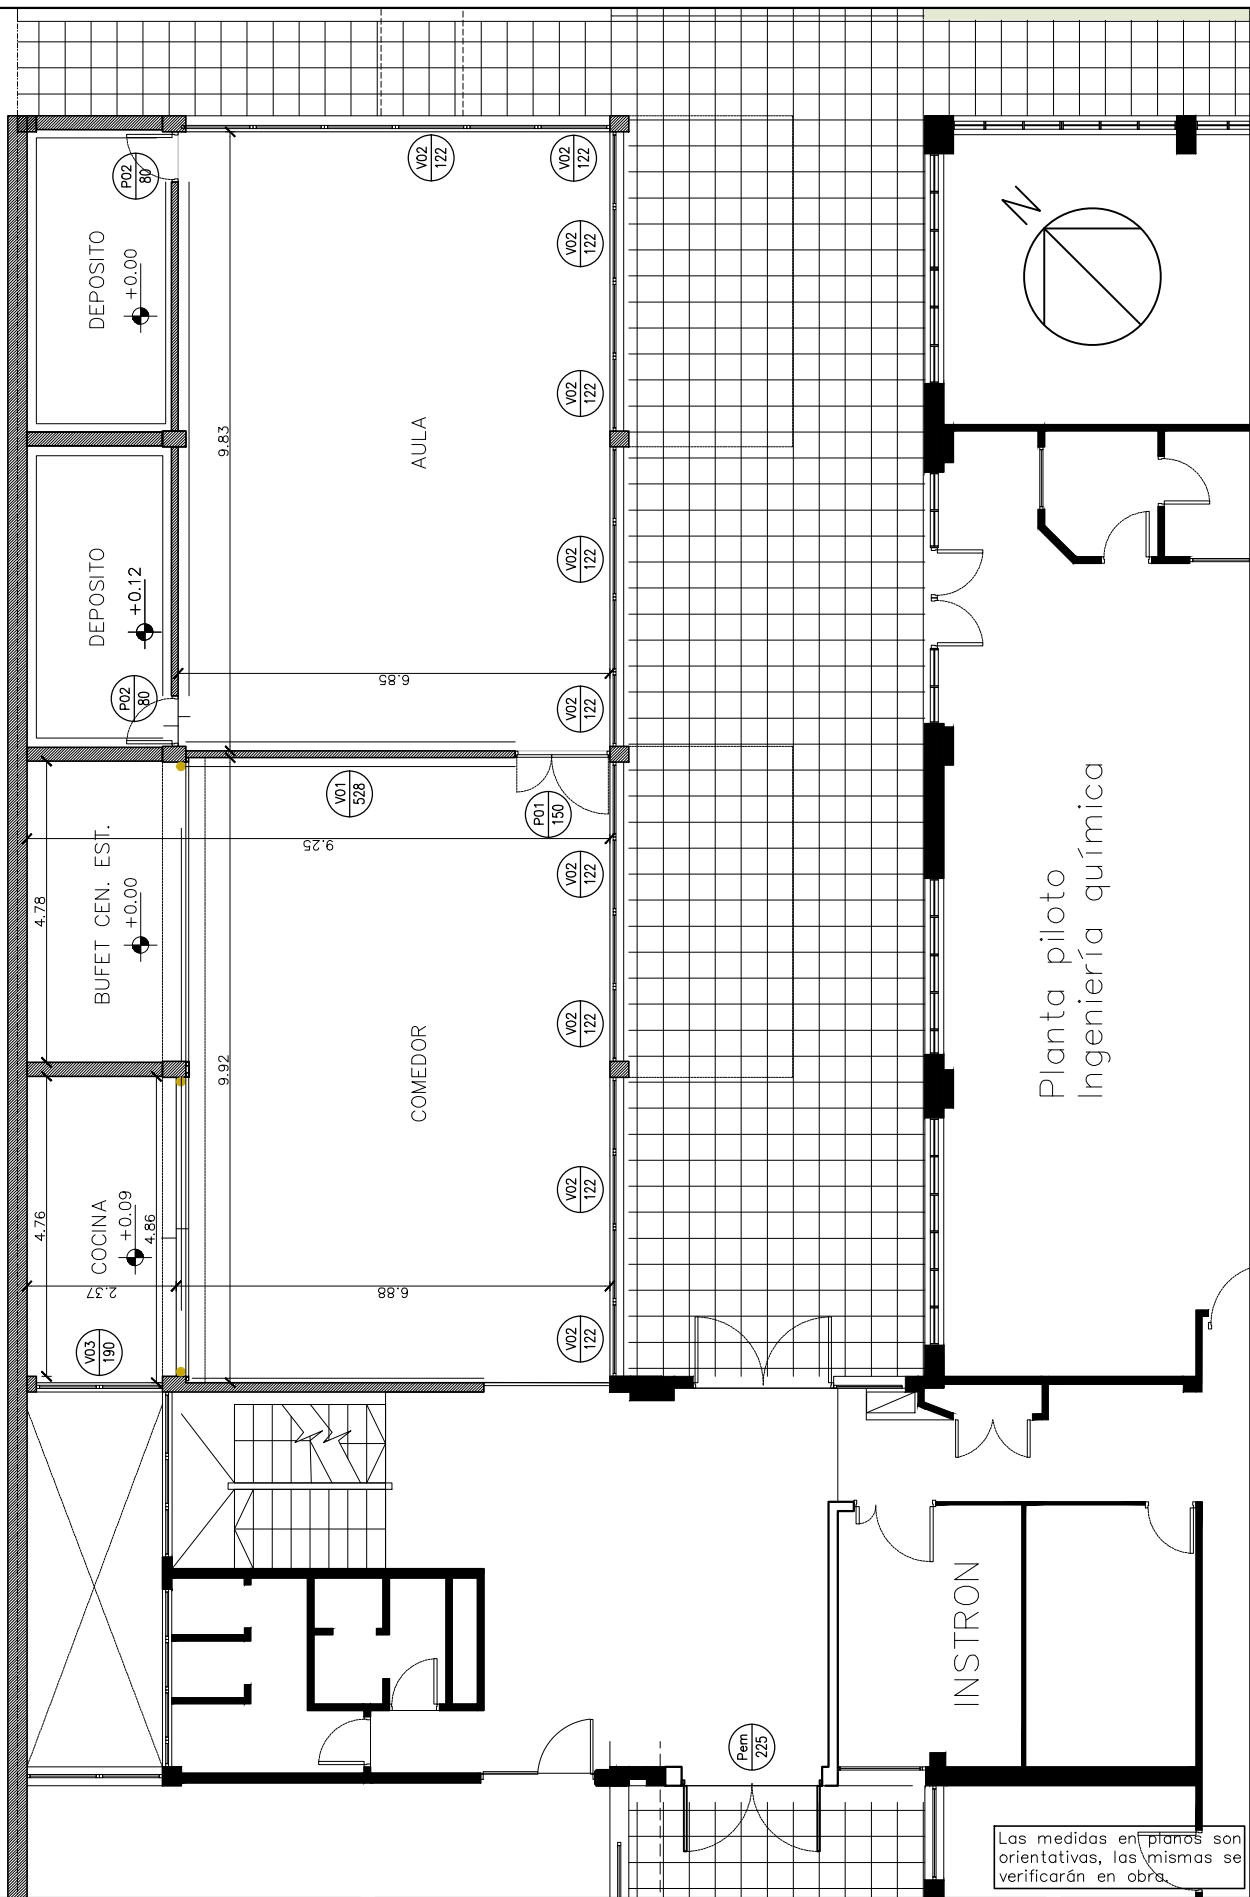 N
V02
122
V02
122
P02
80
V02
122
DEPOSITO
+0.00
V02
122
9.83
AULA
V02
122
DEPOSITO
+0.12
6.85
P02
80
V02
122
V01
528
P01
150
9.25
V02
122
4.78
BUFET CEN. EST.
+0.00
Planta piloto
Ingeniería química
V02
122
9.92
COMEDOR
V02
122
4.76
COCINA
+0.09
4.86
2.37
6.88
V03
190
V02
122
INSTRON
Pem
225
Las medidas en planos son
orientativas, las mismas se
verificarán en obra.